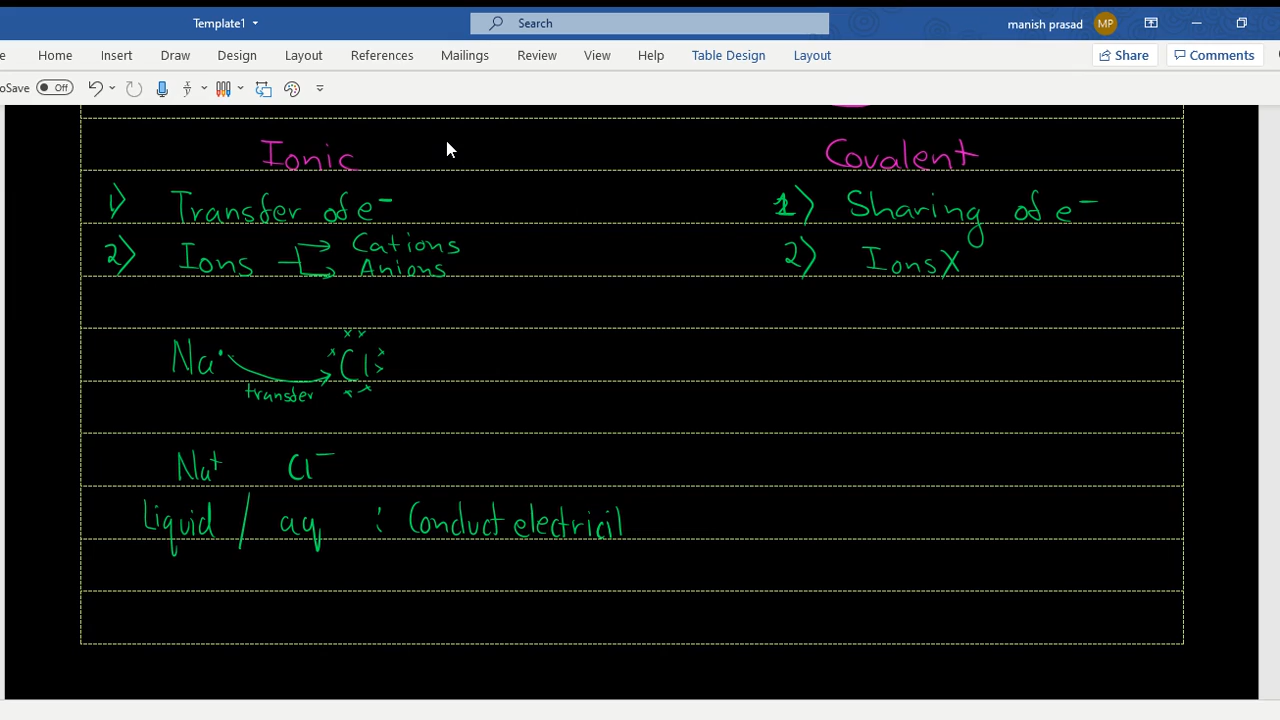 Template1
Search
manish prasad MP
Home Insert Draw Design Layout References Mailings Review View Help Table Design Layout Share Comments
oSave Off
Ionic Covalent
1) Transfer of e⁻ 1) Sharing of e⁻
2) Ions Cations 2) Ions X
Anions
Na Cl
transfer
Na⁺ Cl⁻
Liquid / aq : Conduct electricit